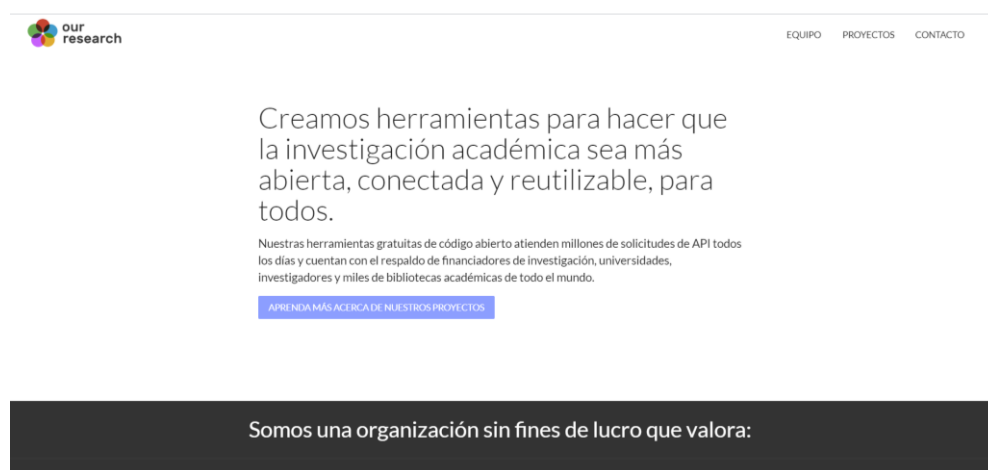 our
research
EQUIPO PROYECTOS CONTACTO
Creamos herramientas para hacer que
la investigación académica sea más
abierta, conectada y reutilizable, para
todos.
Nuestras herramientas gratuitas de código abierto atienden millones de solicitudes de API todos
los días y cuentan con el respaldo de financiadores de investigación, universidades,
investigadores y miles de bibliotecas académicas de todo el mundo.
APRENDA MÁS ACERCA DE NUESTROS PROYECTOS
Somos una organización sin fines de lucro que valora: